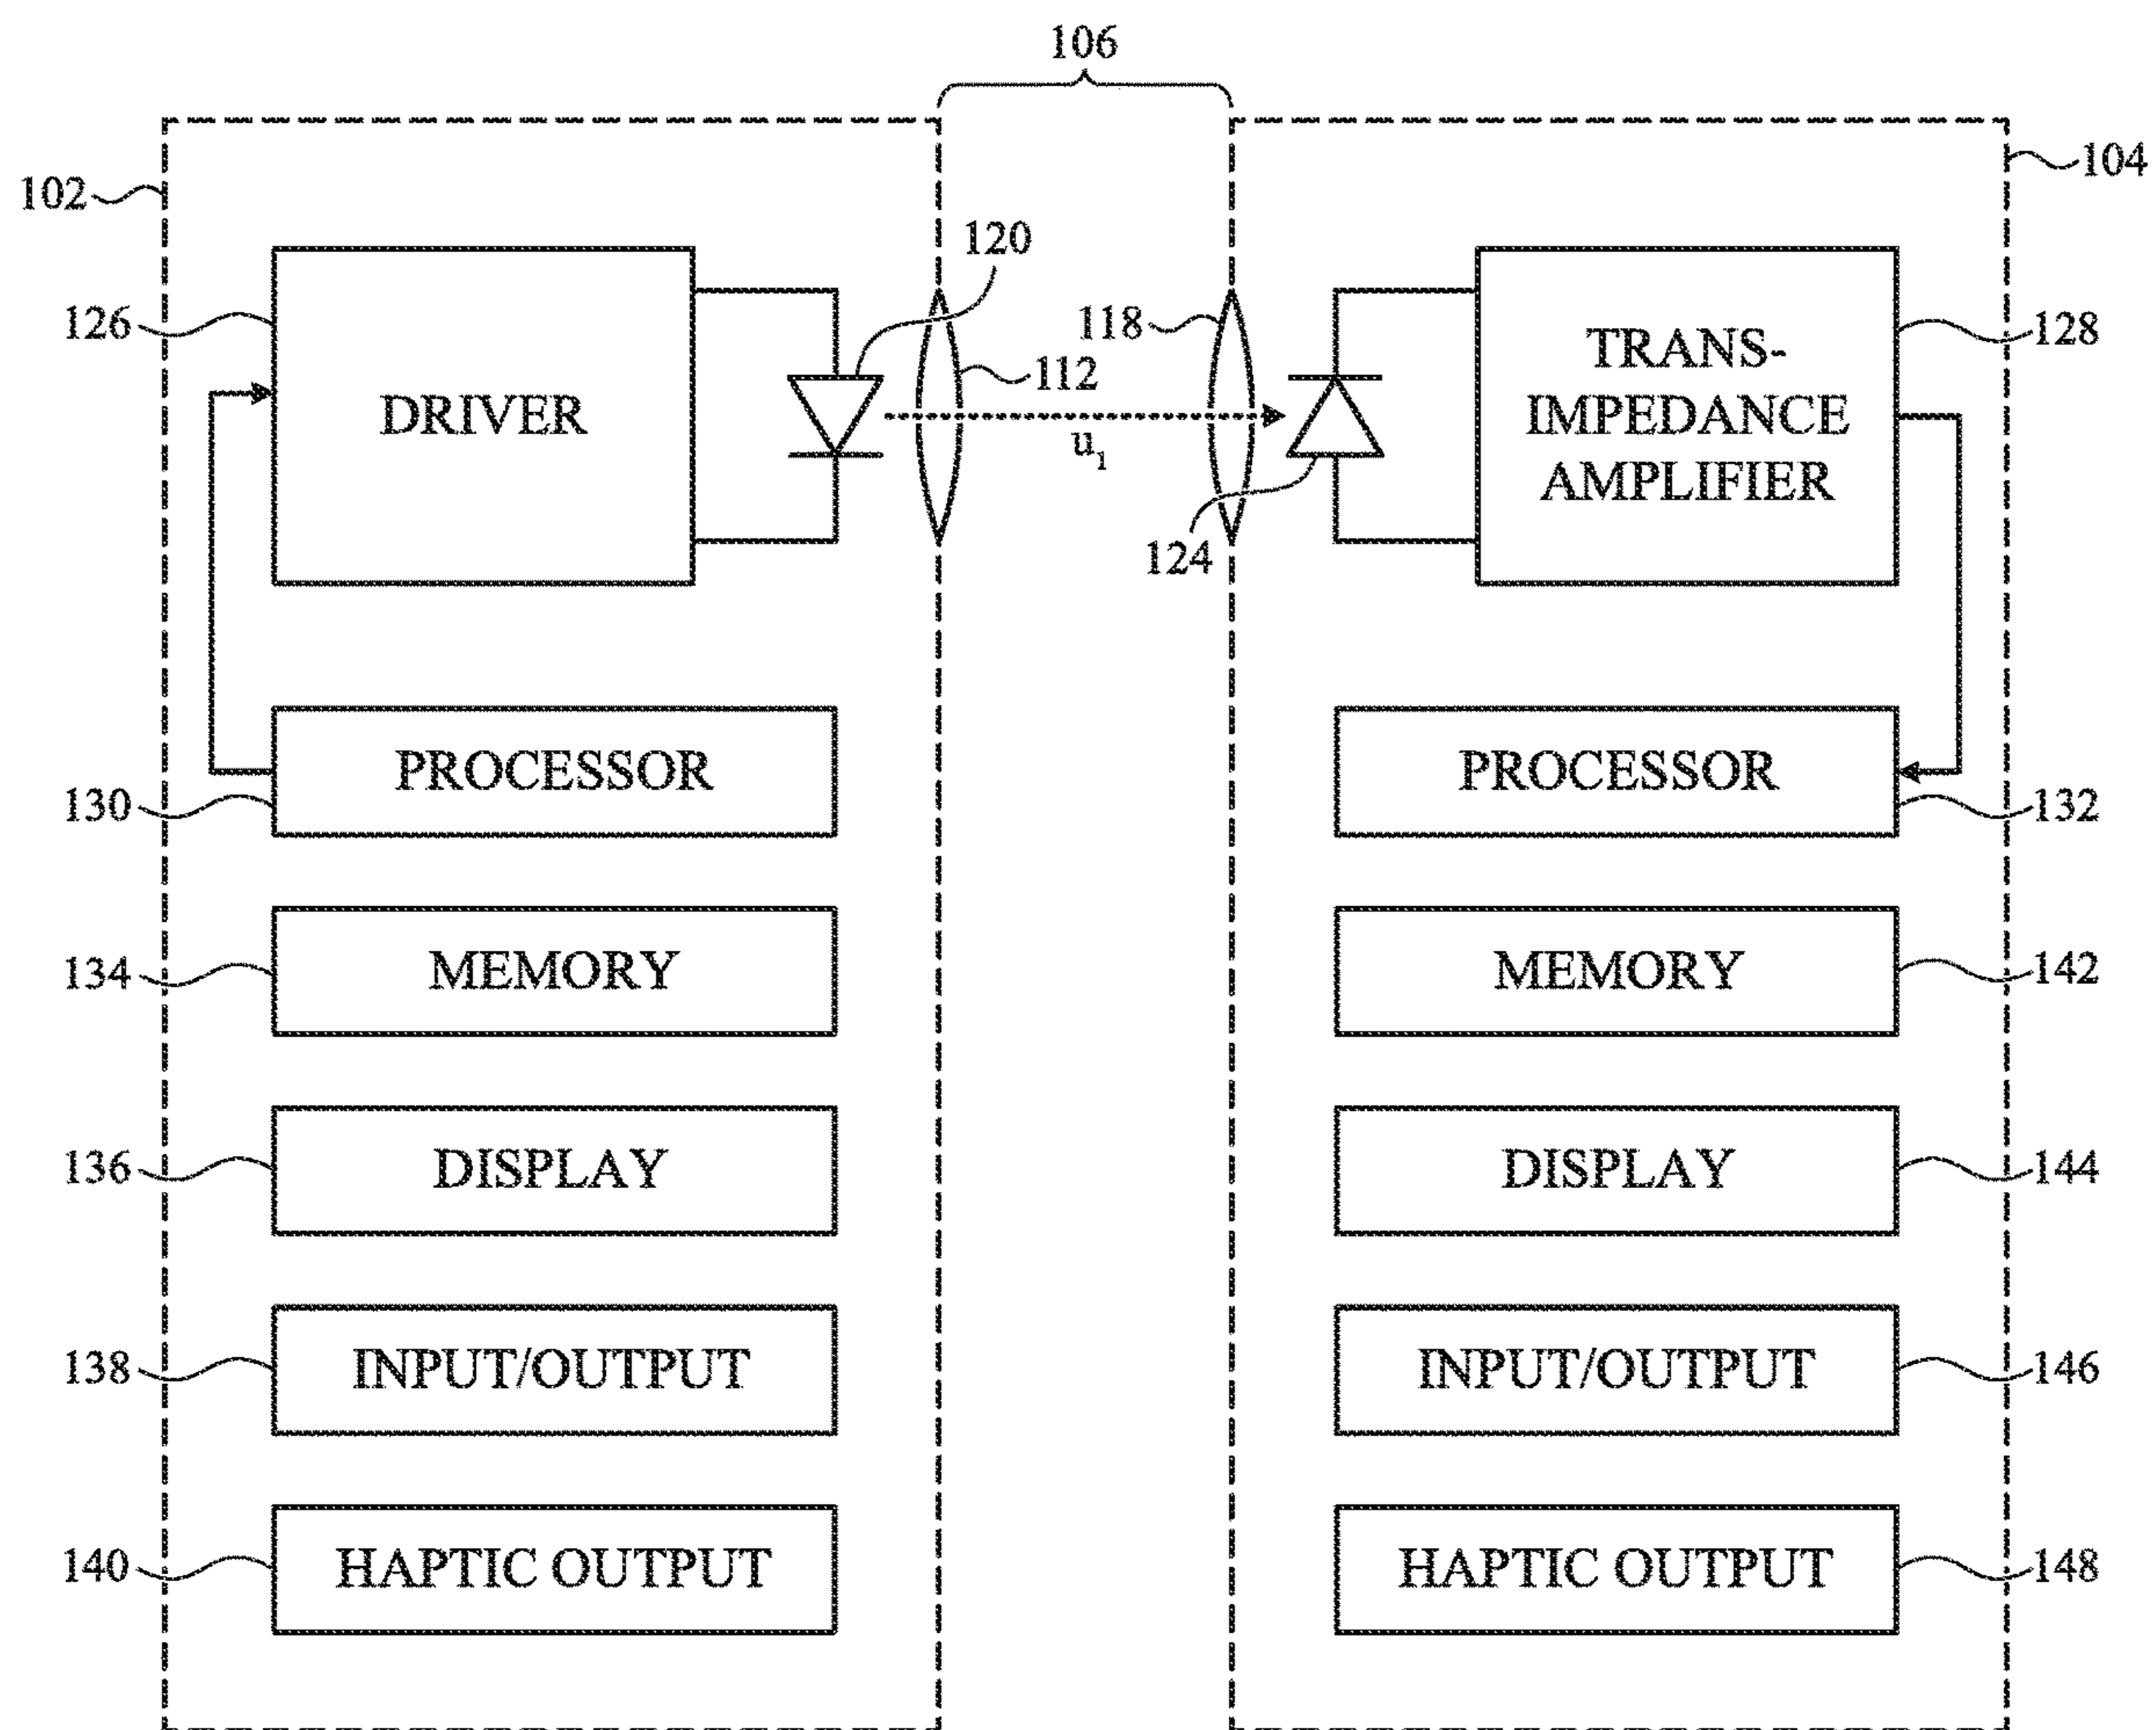 106
102
104
120
126
DRIVER
112
118
u₁
124
TRANS-
IMPEDANCE
AMPLIFIER
128
130
PROCESSOR
PROCESSOR
132
134
MEMORY
MEMORY
142
136
DISPLAY
DISPLAY
144
138
INPUT/OUTPUT
INPUT/OUTPUT
146
140
HAPTIC OUTPUT
HAPTIC OUTPUT
148